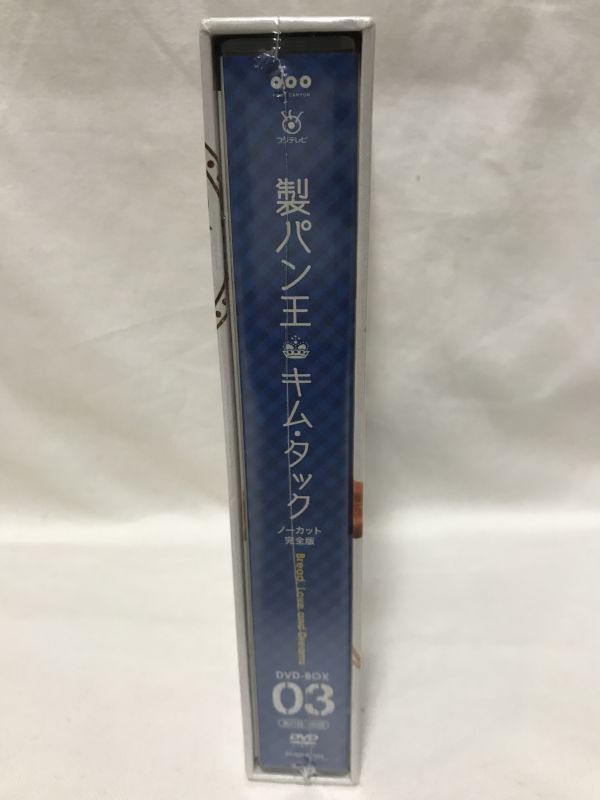 PONY CANYON
フジテレビ
製パン王
キム・タック
ノーカット
完全版
Bread, Love and Dreams
DVD-BOX
03
DVD